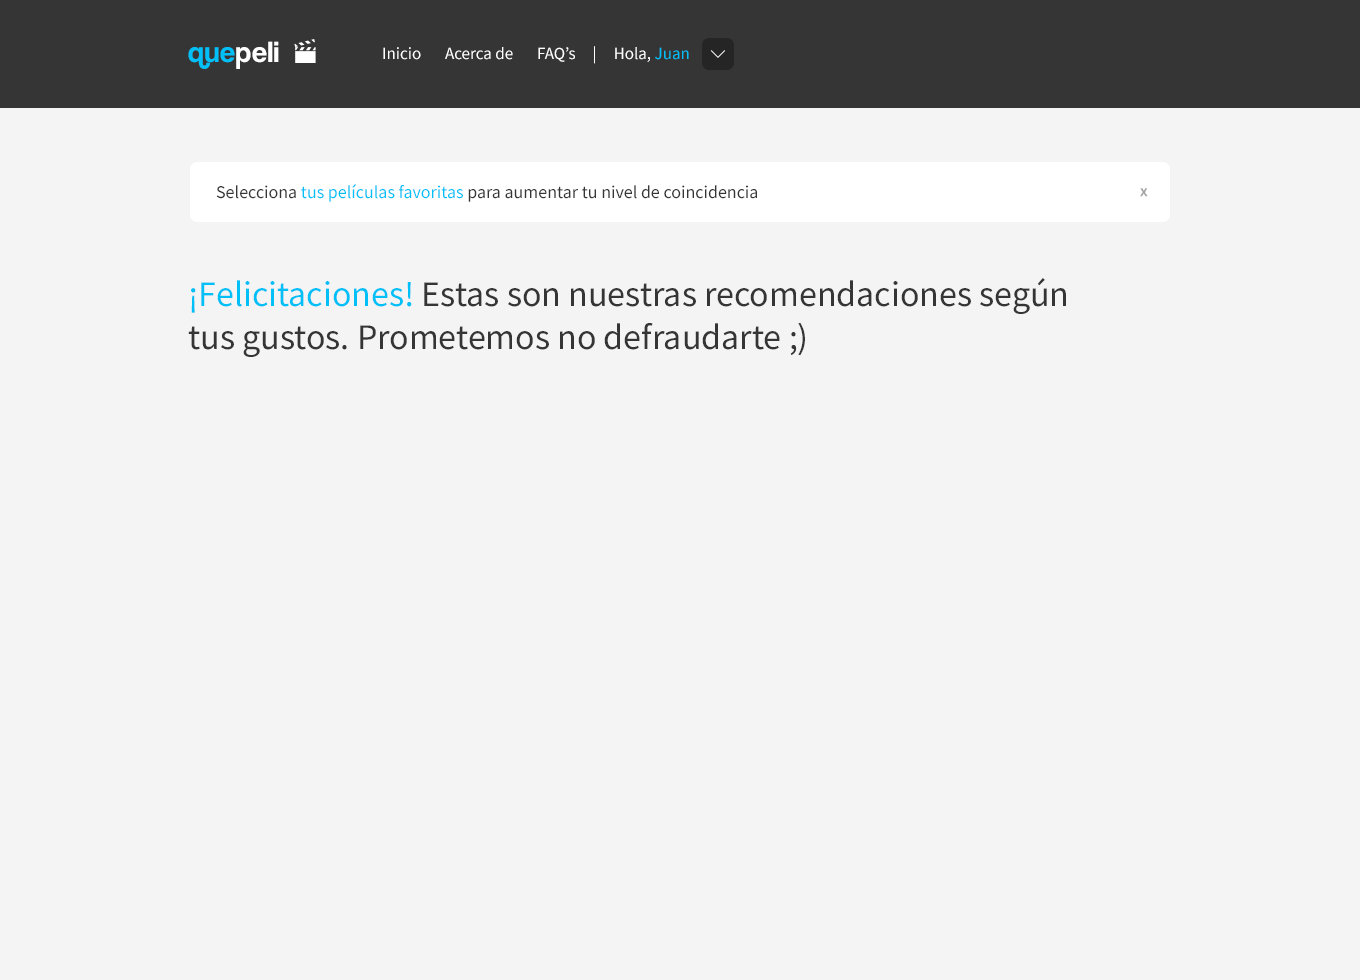 quepeli
Inicio Acerca de FAQ’s | Hola, Juan
Selecciona tus películas favoritas para aumentar tu nivel de coincidencia x
¡Felicitaciones! Estas son nuestras recomendaciones según
tus gustos. Prometemos no defraudarte ;)